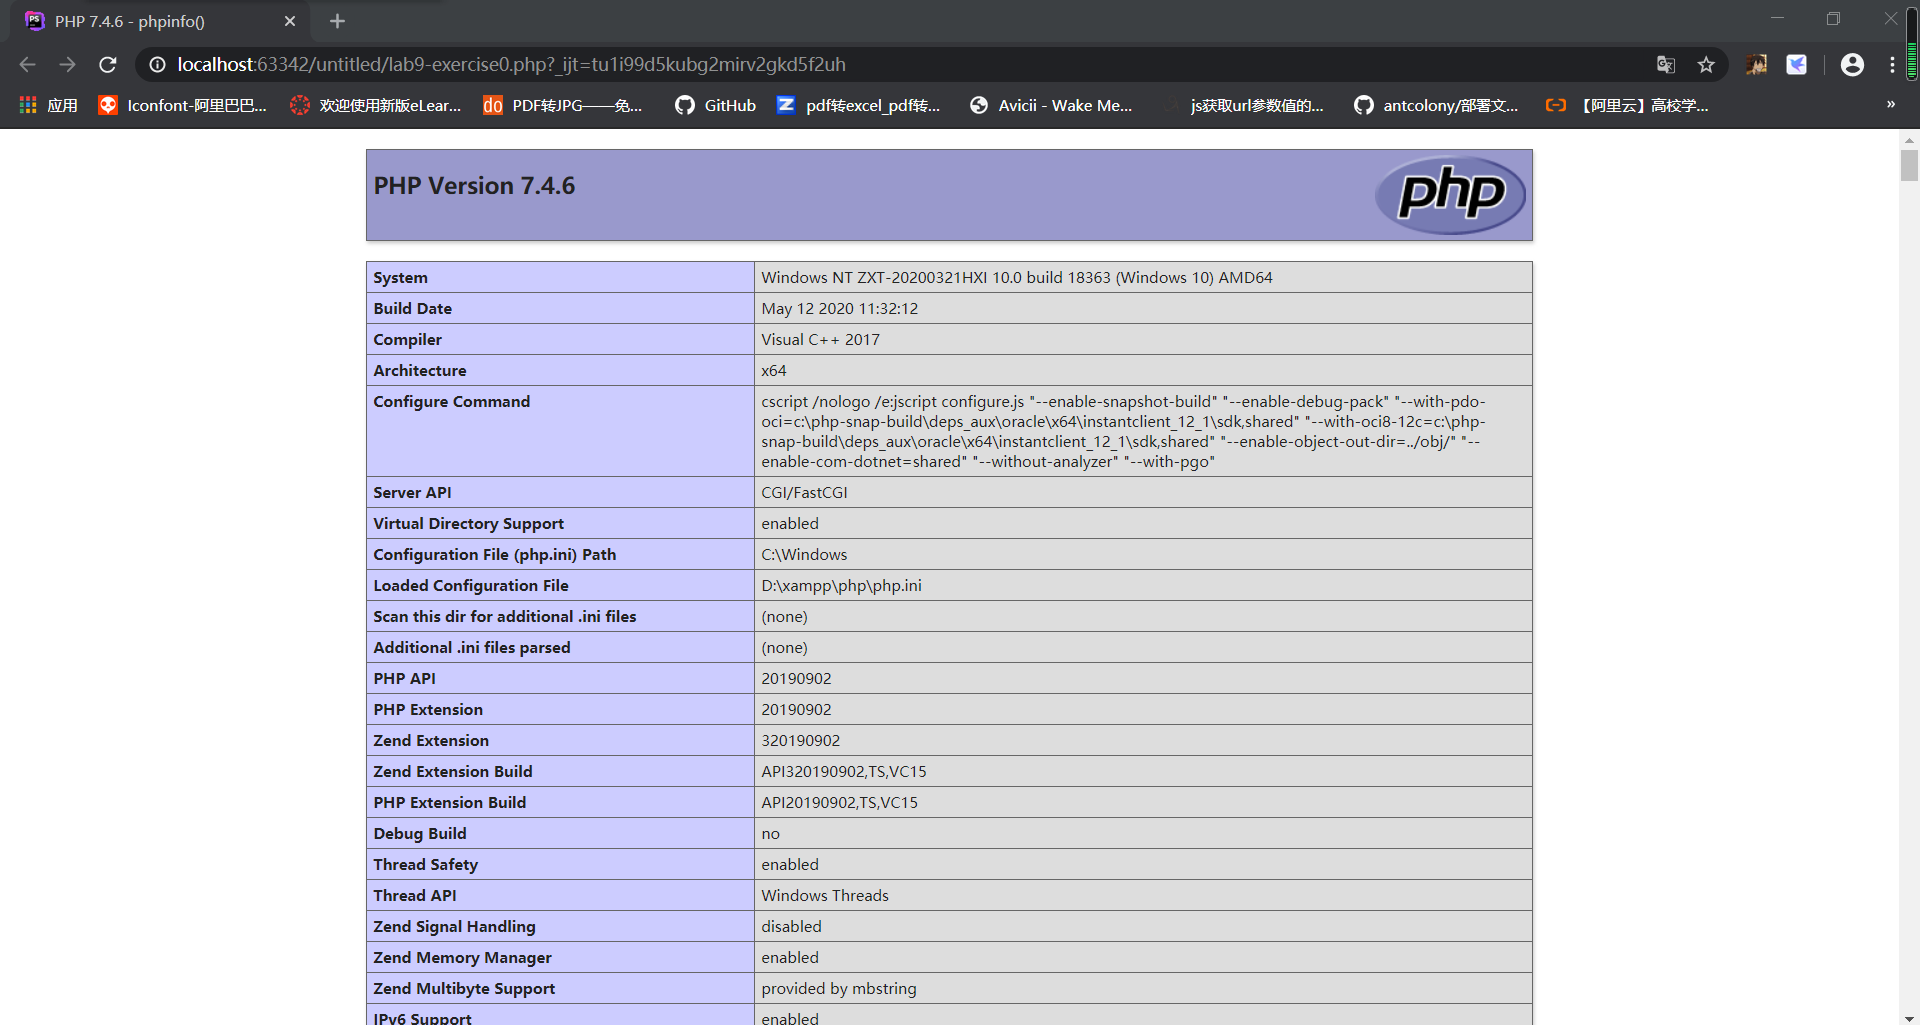 PHP 7.4.6 - phpinfo()
localhost:63342/untitled/lab9-exercise0.php?_ijt=tu1i99d5kubg2mirv2gkd5f2uh
应用 Iconfont-阿里巴巴... 欢迎使用新版eLear... do PDF转JPG——免... GitHub Z pdf转excel_pdf转... Avicii - Wake Me... js获取url参数值的... antcolony/部署文... 【阿里云】高校学... »
PHP Version 7.4.6 php
System Windows NT ZXT-20200321HXI 10.0 build 18363 (Windows 10) AMD64
Build Date May 12 2020 11:32:12
Compiler Visual C++ 2017
Architecture x64
Configure Command cscript /nologo /e:jscript configure.js "--enable-snapshot-build" "--enable-debug-pack" "--with-pdo-
oci=c:\php-snap-build\deps_aux\oracle\x64\instantclient_12_1\sdk,shared" "--with-oci8-12c=c:\php-
snap-build\deps_aux\oracle\x64\instantclient_12_1\sdk,shared" "--enable-object-out-dir=../obj/" "--
enable-com-dotnet=shared" "--without-analyzer" "--with-pgo"
Server API CGI/FastCGI
Virtual Directory Support enabled
Configuration File (php.ini) Path C:\Windows
Loaded Configuration File D:\xampp\php\php.ini
Scan this dir for additional .ini files (none)
Additional .ini files parsed (none)
PHP API 20190902
PHP Extension 20190902
Zend Extension 320190902
Zend Extension Build API320190902,TS,VC15
PHP Extension Build API20190902,TS,VC15
Debug Build no
Thread Safety enabled
Thread API Windows Threads
Zend Signal Handling disabled
Zend Memory Manager enabled
Zend Multibyte Support provided by mbstring
IPv6 Support enabled